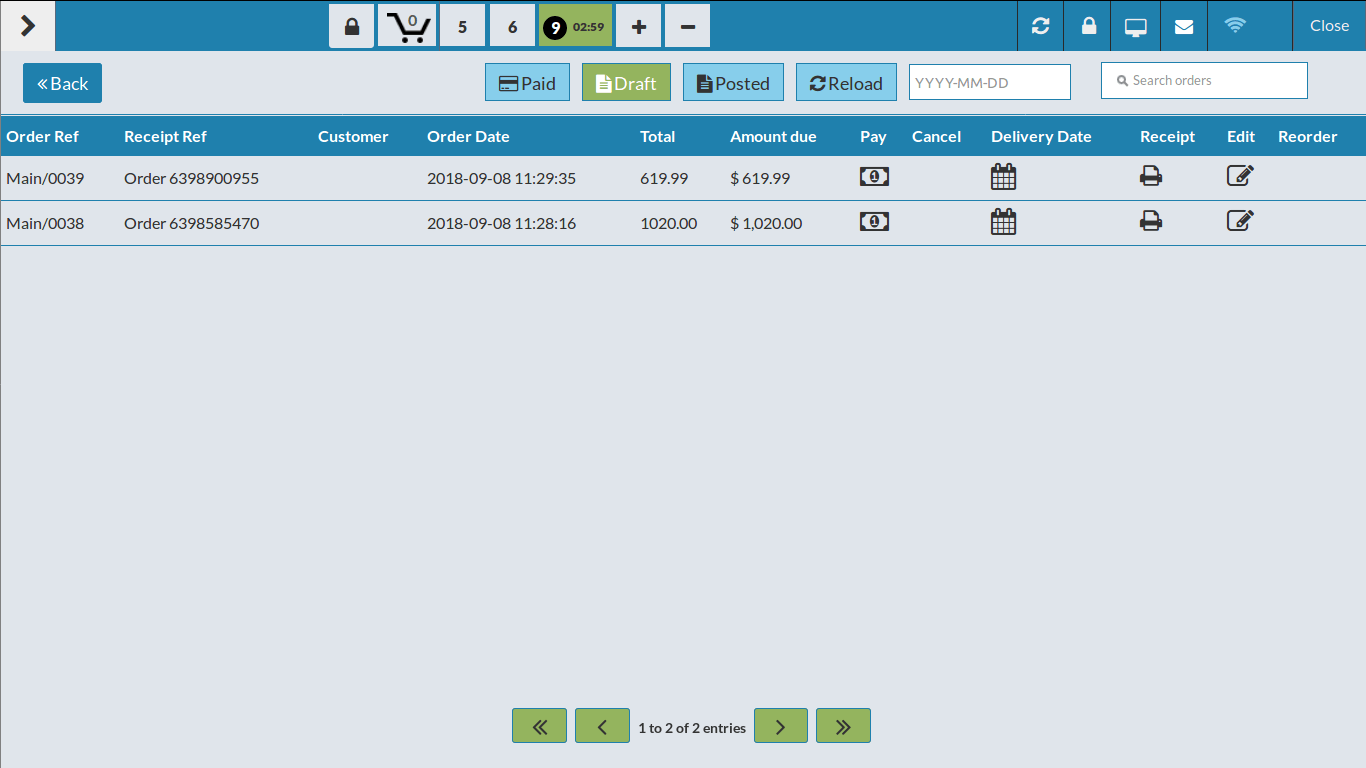 0 5 6 9 02:59 Close
Back Paid Draft Posted Reload YYYY-MM-DD Search orders
Order Ref Receipt Ref Customer Order Date Total Amount due Pay Cancel Delivery Date Receipt Edit Reorder
Main/0039 Order 6398900955 2018-09-08 11:29:35 619.99 $ 619.99 1
Main/0038 Order 6398585470 2018-09-08 11:28:16 1020.00 $ 1,020.00 1
1 to 2 of 2 entries